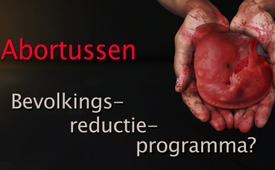 Abortussen
Bevolkings-
reductie-
programma?